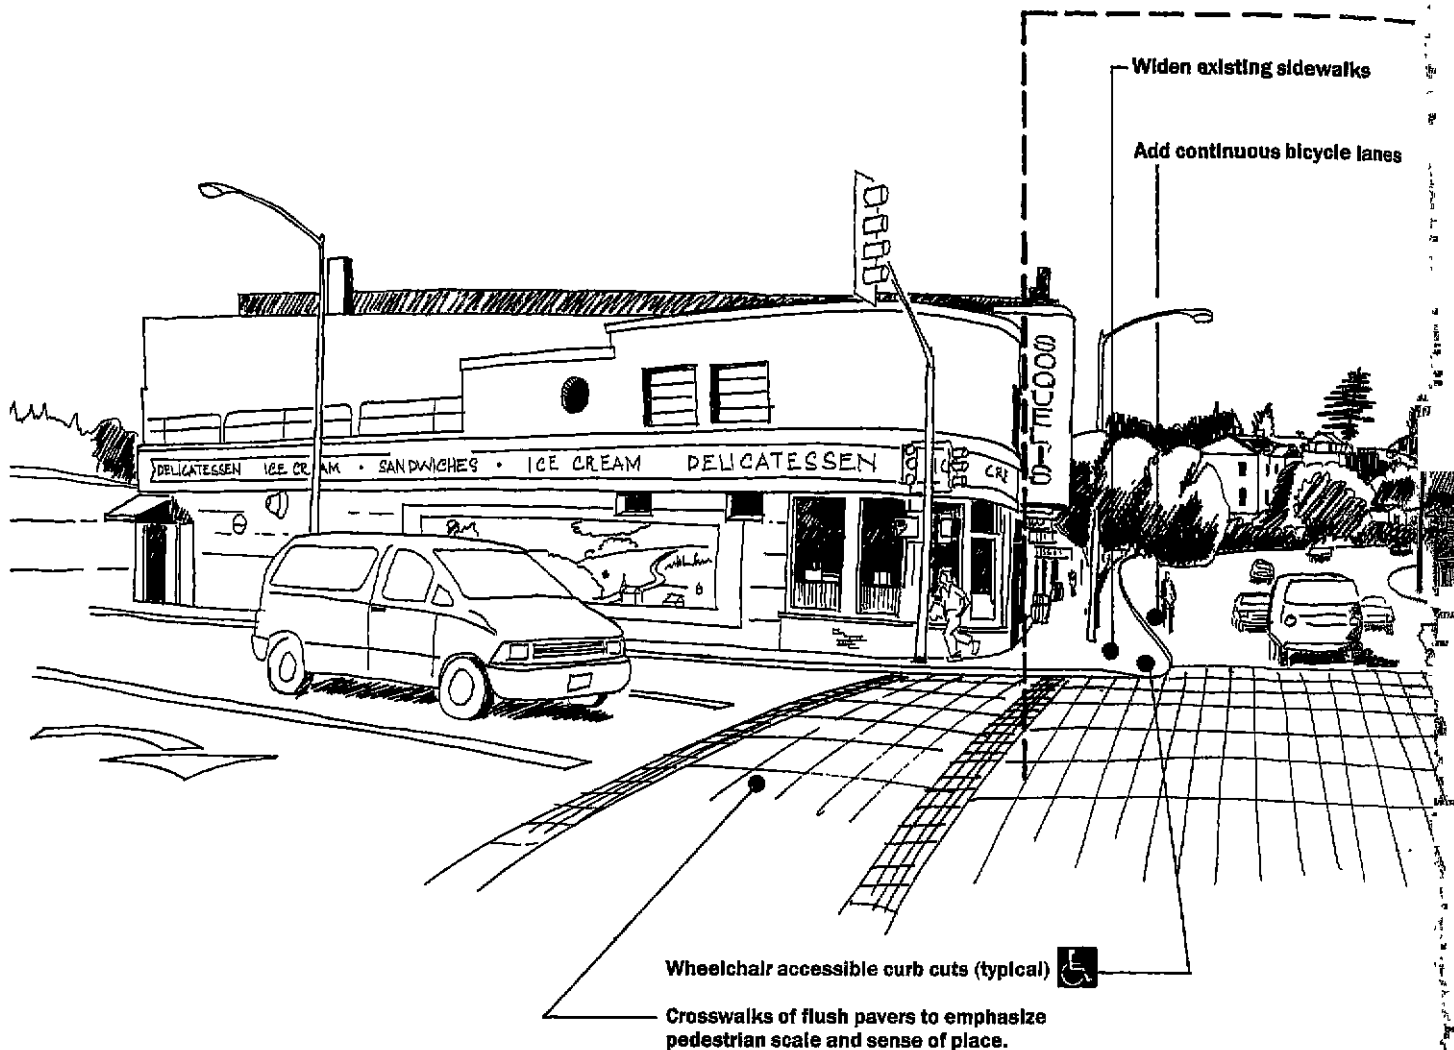 Widen existing sidewalks
Add continuous bicycle lanes
SOQUEL
DELICATESSEN ICE CREAM · SANDWICHES · ICE CREAM DELICATESSEN
Wheelchair accessible curb cuts (typical)
Crosswalks of flush pavers to emphasize
pedestrian scale and sense of place.